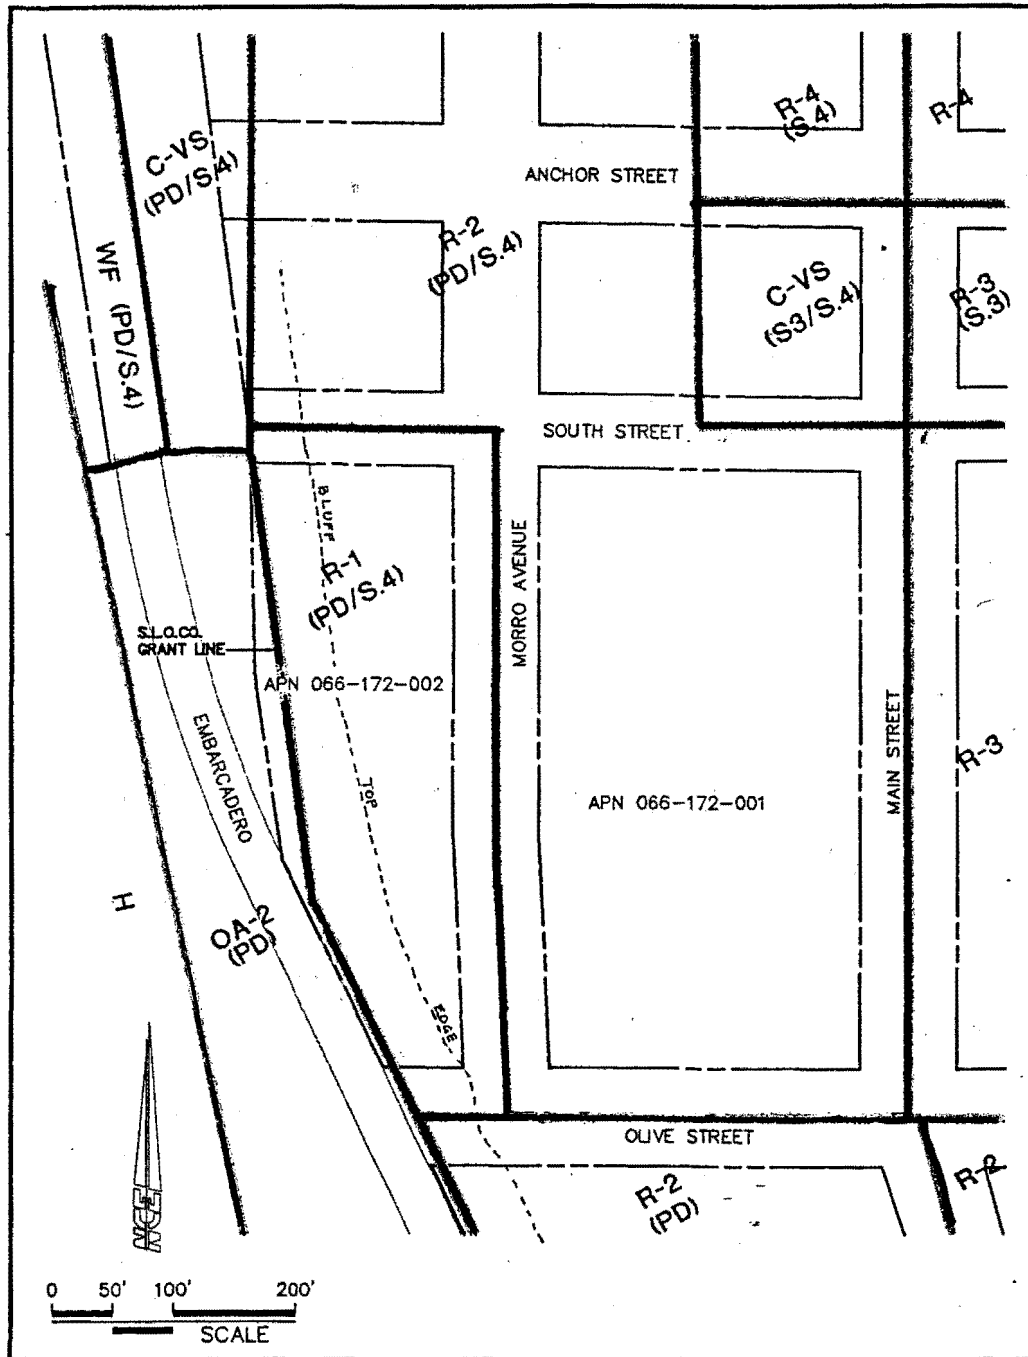 R-4
(S.4)
R-4
C-VS
(PD/S.4)
ANCHOR STREET
R-2
(PD/S.4)
WF (PD/S.4)
C-VS
(S3/S.4)
R-3
(S.3)
SOUTH STREET
BLUFF
R-1
(PD/S.4)
MORRO AVENUE
S.L.O.CO.
GRANT LINE
APN 066-172-002
EMBARCADERO
TOP
APN 066-172-001
MAIN STREET
R-3
H
OA-2
(PD)
EDGE
OLIVE STREET
R-2
(PD)
R-2
NCE
0 50' 100' 200'
SCALE